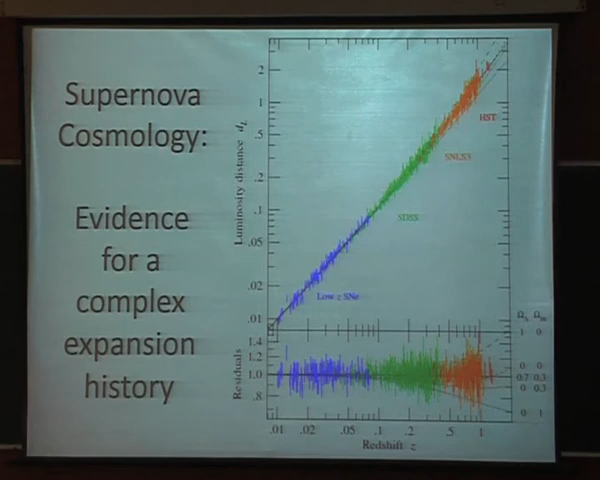 Supernova
Cosmology:
Evidence
for a
complex
expansion
history
Luminosity distance d_L
2
1
.5
.2
.1
.05
.02
.01
HST
SNLS3
SDSS
Low z SNe
Ω_Λ Ω_m
1 0
0 0
0.7 0.3
0 0.3
0 1
Residuals
1.4
1.2
1.0
.8
.01 .02 .05 .1 .2 .5 1
Redshift z